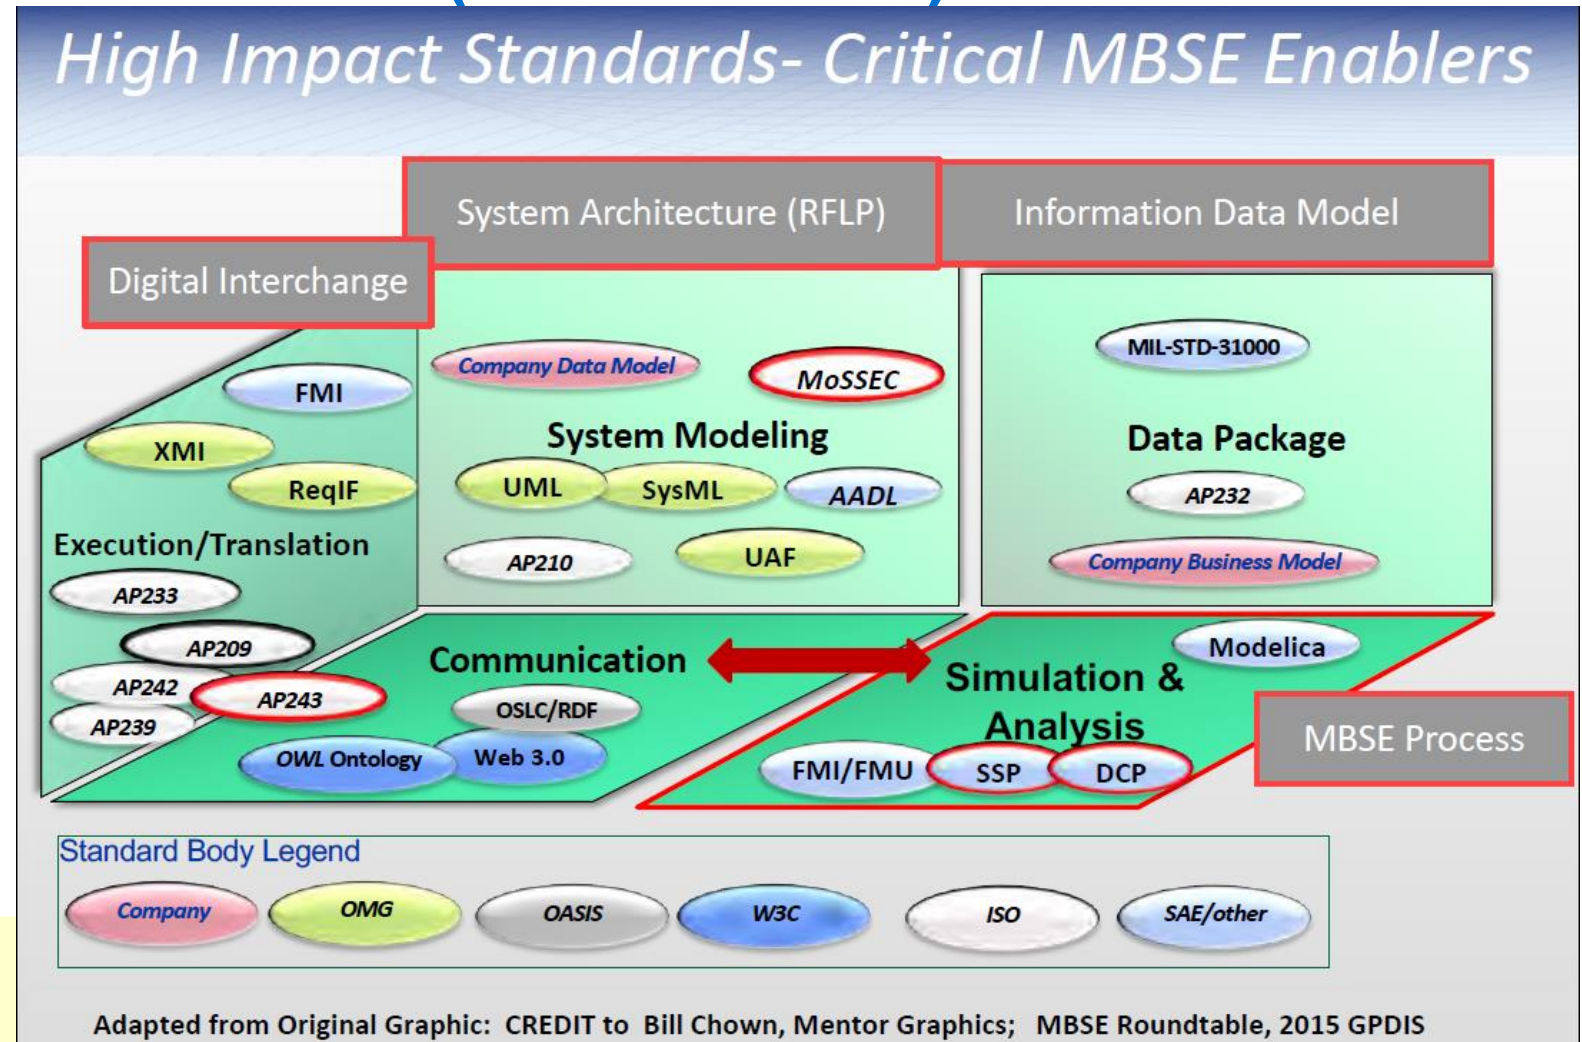 High Impact Standards- Critical MBSE Enablers
System Architecture (RFLP)
Information Data Model
Digital Interchange
FMI
XMI
ReqIF
Execution/Translation
AP233
AP209
AP242
AP243
AP239
Company Data Model
MoSSEC
System Modeling
UML
SysML
AADL
AP210
UAF
MIL-STD-31000
Data Package
AP232
Company Business Model
Communication
OSLC/RDF
OWL Ontology
Web 3.0
Modelica
Simulation &
Analysis
FMI/FMU
SSP
DCP
MBSE Process
Standard Body Legend
Company
OMG
OASIS
W3C
ISO
SAE/other
Adapted from Original Graphic: CREDIT to Bill Chown, Mentor Graphics; MBSE Roundtable, 2015 GPDIS